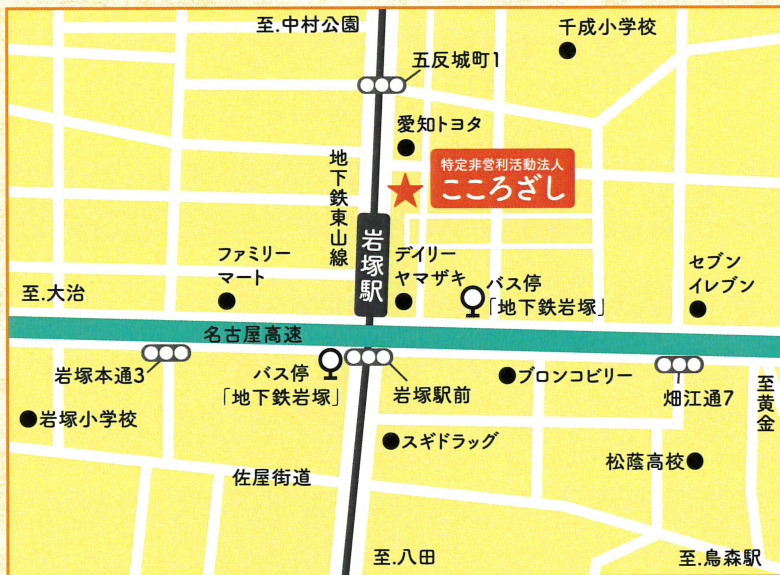 至.中村公園
千成小学校
五反城町1
愛知トヨタ
特定非営利活動法人
こころざし
地下鉄東山線
岩塚駅
ファミリー
マート
デイリー
ヤマザキ
バス停
「地下鉄岩塚」
セブン
イレブン
至.大治
名古屋高速
岩塚本通3
バス停
「地下鉄岩塚」
岩塚駅前
ブロンコビリー
畑江通7
至黄金
岩塚小学校
スギドラッグ
松蔭高校
佐屋街道
至.八田
至.烏森駅